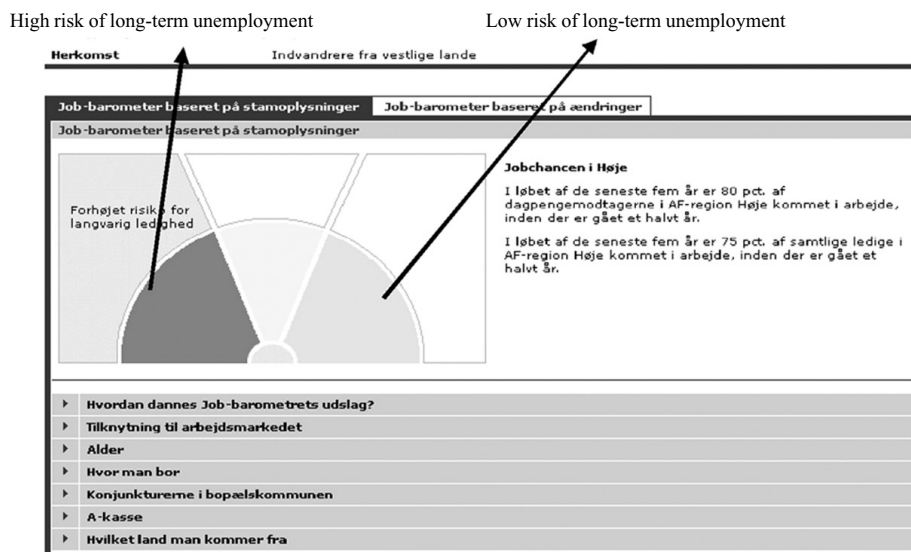 High risk of long-term unemployment
Low risk of long-term unemployment
Herkomst Indvandrere fra vestlige lande
Job-barometer baseret på stamoplysninger Job-barometer baseret på ændringer
Job-barometer baseret på stamoplysninger
Forhøjet risiko for
langvarig ledighed
Jobchancen i Høje
I løbet af de seneste fem år er 80 pct. af
dagpengemodtagerne i AF-region Høje kommet i arbejde,
inden der er gået et halvt år.
I løbet af de seneste fem år er 75 pct. af samtlige ledige i
AF-region Høje kommet i arbejde, inden der er gået et
halvt år.
Hvordan dannes Job-barometrets udslag?
Tilknytning til arbejdsmarkedet
Alder
Hvor man bor
Konjunkturerne i bopælskommunen
A-kasse
Hvilket land man kommer fra